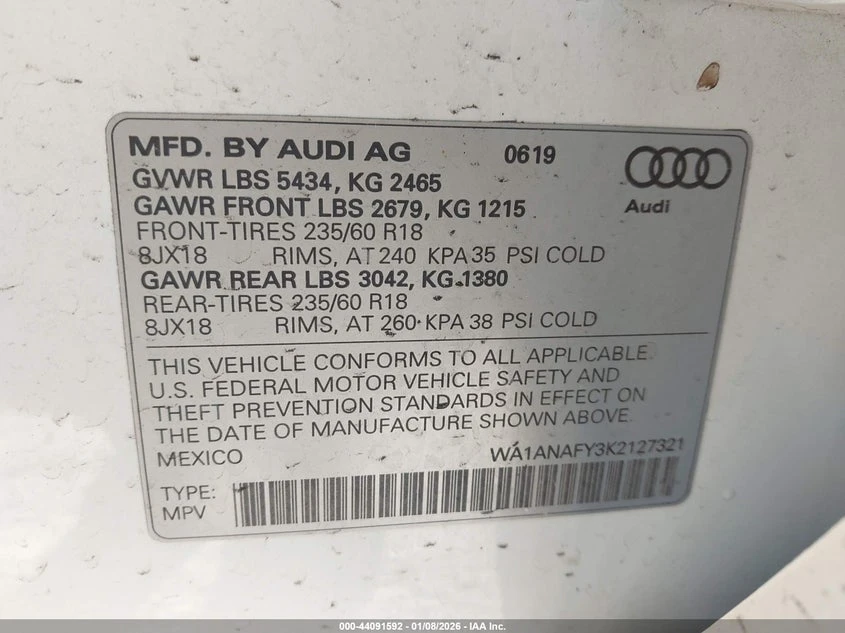 MFD. BY AUDI AG 0619
GVWR LBS 5434, KG 2465
GAWR FRONT LBS 2679, KG 1215
Audi
FRONT-TIRES 235/60 R18
8JX18 RIMS, AT 240 KPA 35 PSI COLD
GAWR REAR LBS 3042, KG 1380
REAR-TIRES 235/60 R18
8JX18 RIMS, AT 260 KPA 38 PSI COLD
THIS VEHICLE CONFORMS TO ALL APPLICABLE
U.S. FEDERAL MOTOR VEHICLE SAFETY AND
THEFT PREVENTION STANDARDS IN EFFECT ON
THE DATE OF MANUFACTURE SHOWN ABOVE.
MEXICO WA1ANAFY3K2127321
TYPE:
MPV
000-44091592 - 01/08/2026 - IAA Inc.